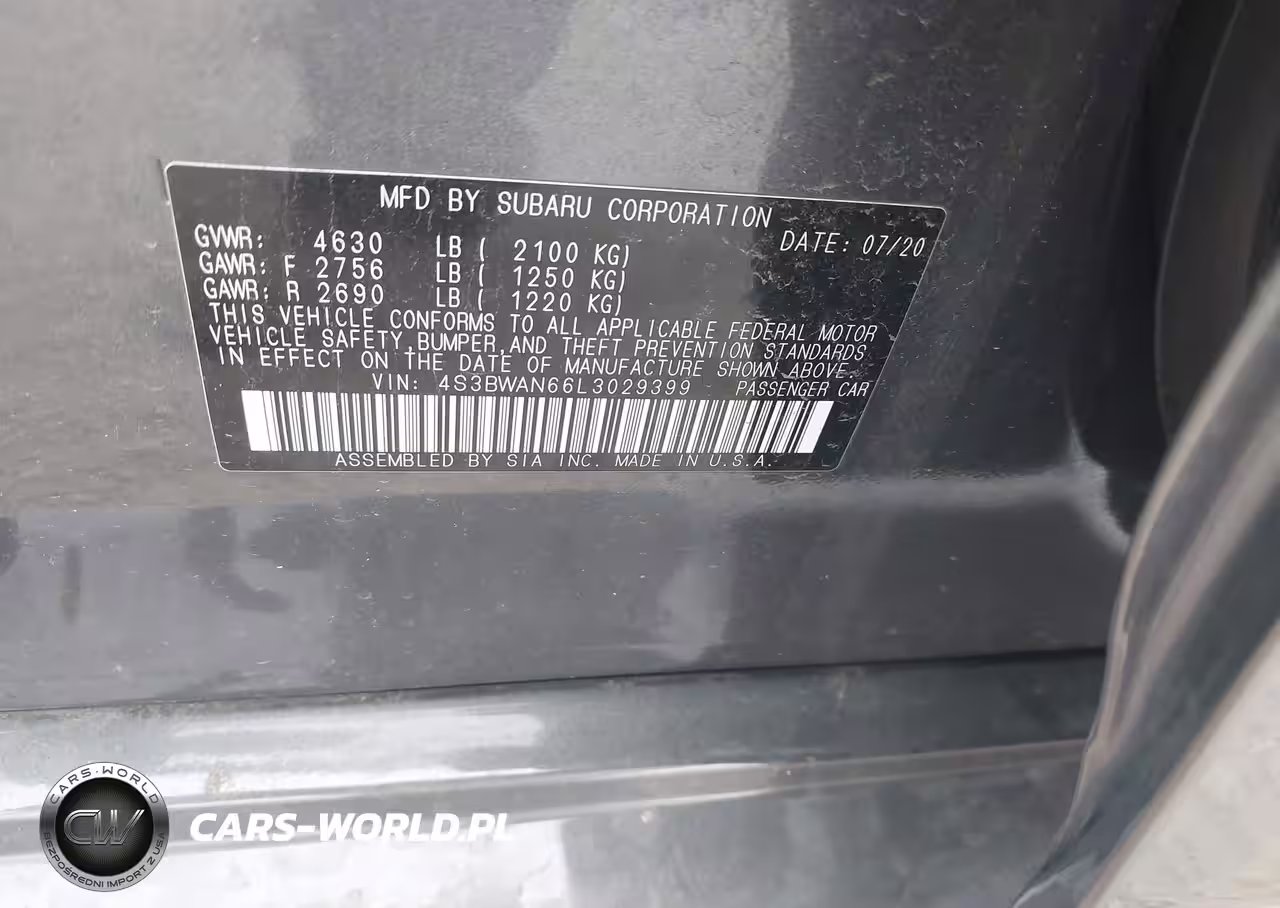 MFD BY SUBARU CORPORATION
GVWR: 4630 LB ( 2100 KG) DATE: 07/20
GAWR: F 2756 LB ( 1250 KG)
GAWR: R 2690 LB ( 1220 KG)
THIS VEHICLE CONFORMS TO ALL APPLICABLE FEDERAL MOTOR
VEHICLE SAFETY,BUMPER,AND THEFT PREVENTION STANDARDS
IN EFFECT ON THE DATE OF MANUFACTURE SHOWN ABOVE.
VIN: 4S3BWAN66L3029399 PASSENGER CAR
ASSEMBLED BY SIA INC. MADE IN U.S.A.
CARS-WORLD
CW
BEZPOŚREDNI IMPORT Z USA
CARS-WORLD.PL